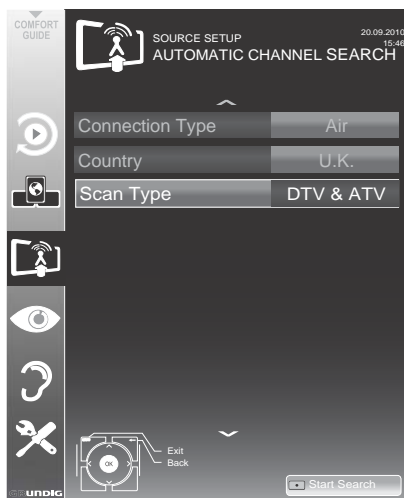 COMFORT
GUIDE
SOURCE SETUP
20.09.2010
15:46
AUTOMATIC CHANNEL SEARCH
Connection Type
Air
Country
U.K.
Scan Type
DTV & ATV
Exit
Back
OK
Start Search
GRUNDIG